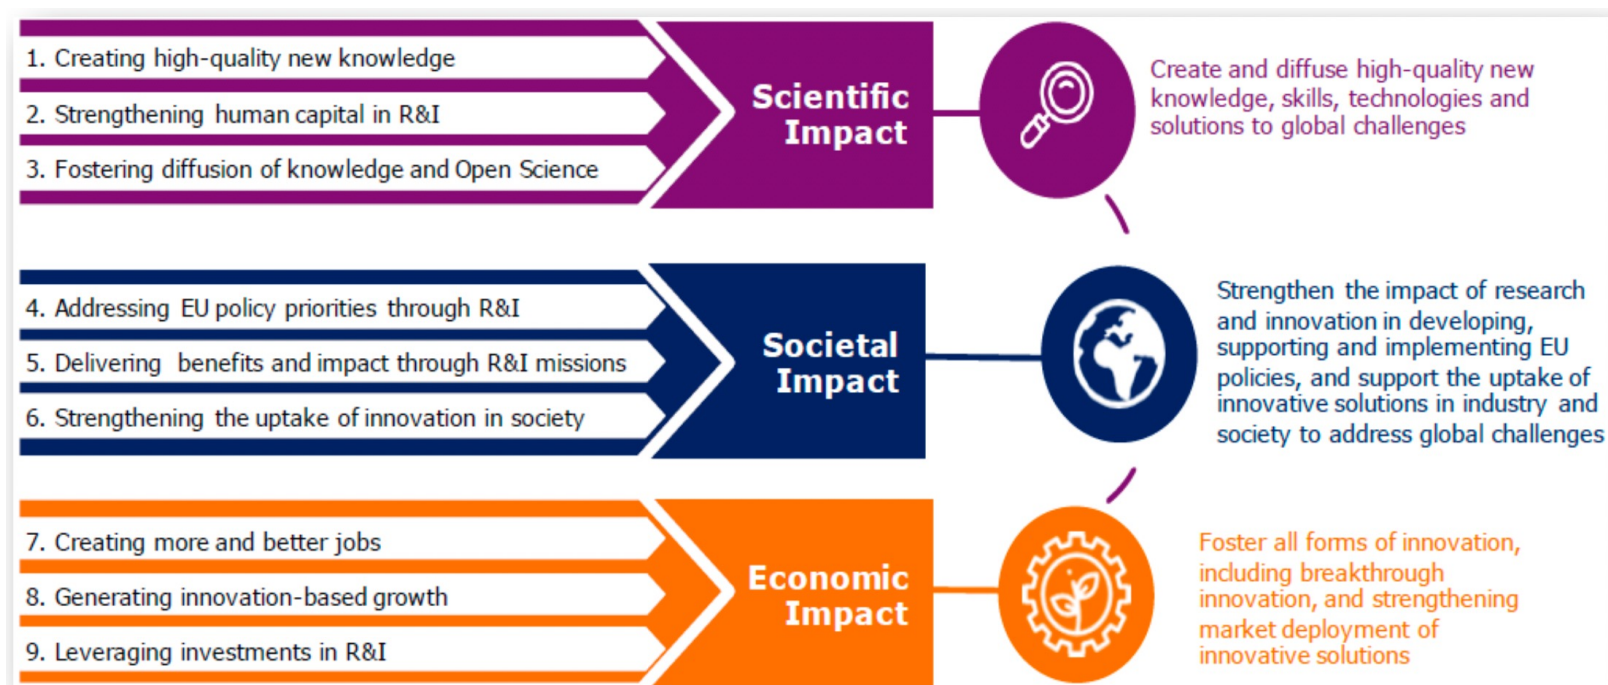 1. Creating high-quality new knowledge
2. Strengthening human capital in R&I
3. Fostering diffusion of knowledge and Open Science
Scientific
Impact
Create and diffuse high-quality new
knowledge, skills, technologies and
solutions to global challenges
4. Addressing EU policy priorities through R&I
5. Delivering benefits and impact through R&I missions
6. Strengthening the uptake of innovation in society
Societal
Impact
Strengthen the impact of research
and innovation in developing,
supporting and implementing EU
policies, and support the uptake of
innovative solutions in industry and
society to address global challenges
7. Creating more and better jobs
8. Generating innovation-based growth
9. Leveraging investments in R&I
Economic
Impact
Foster all forms of innovation,
including breakthrough
innovation, and strengthening
market deployment of
innovative solutions